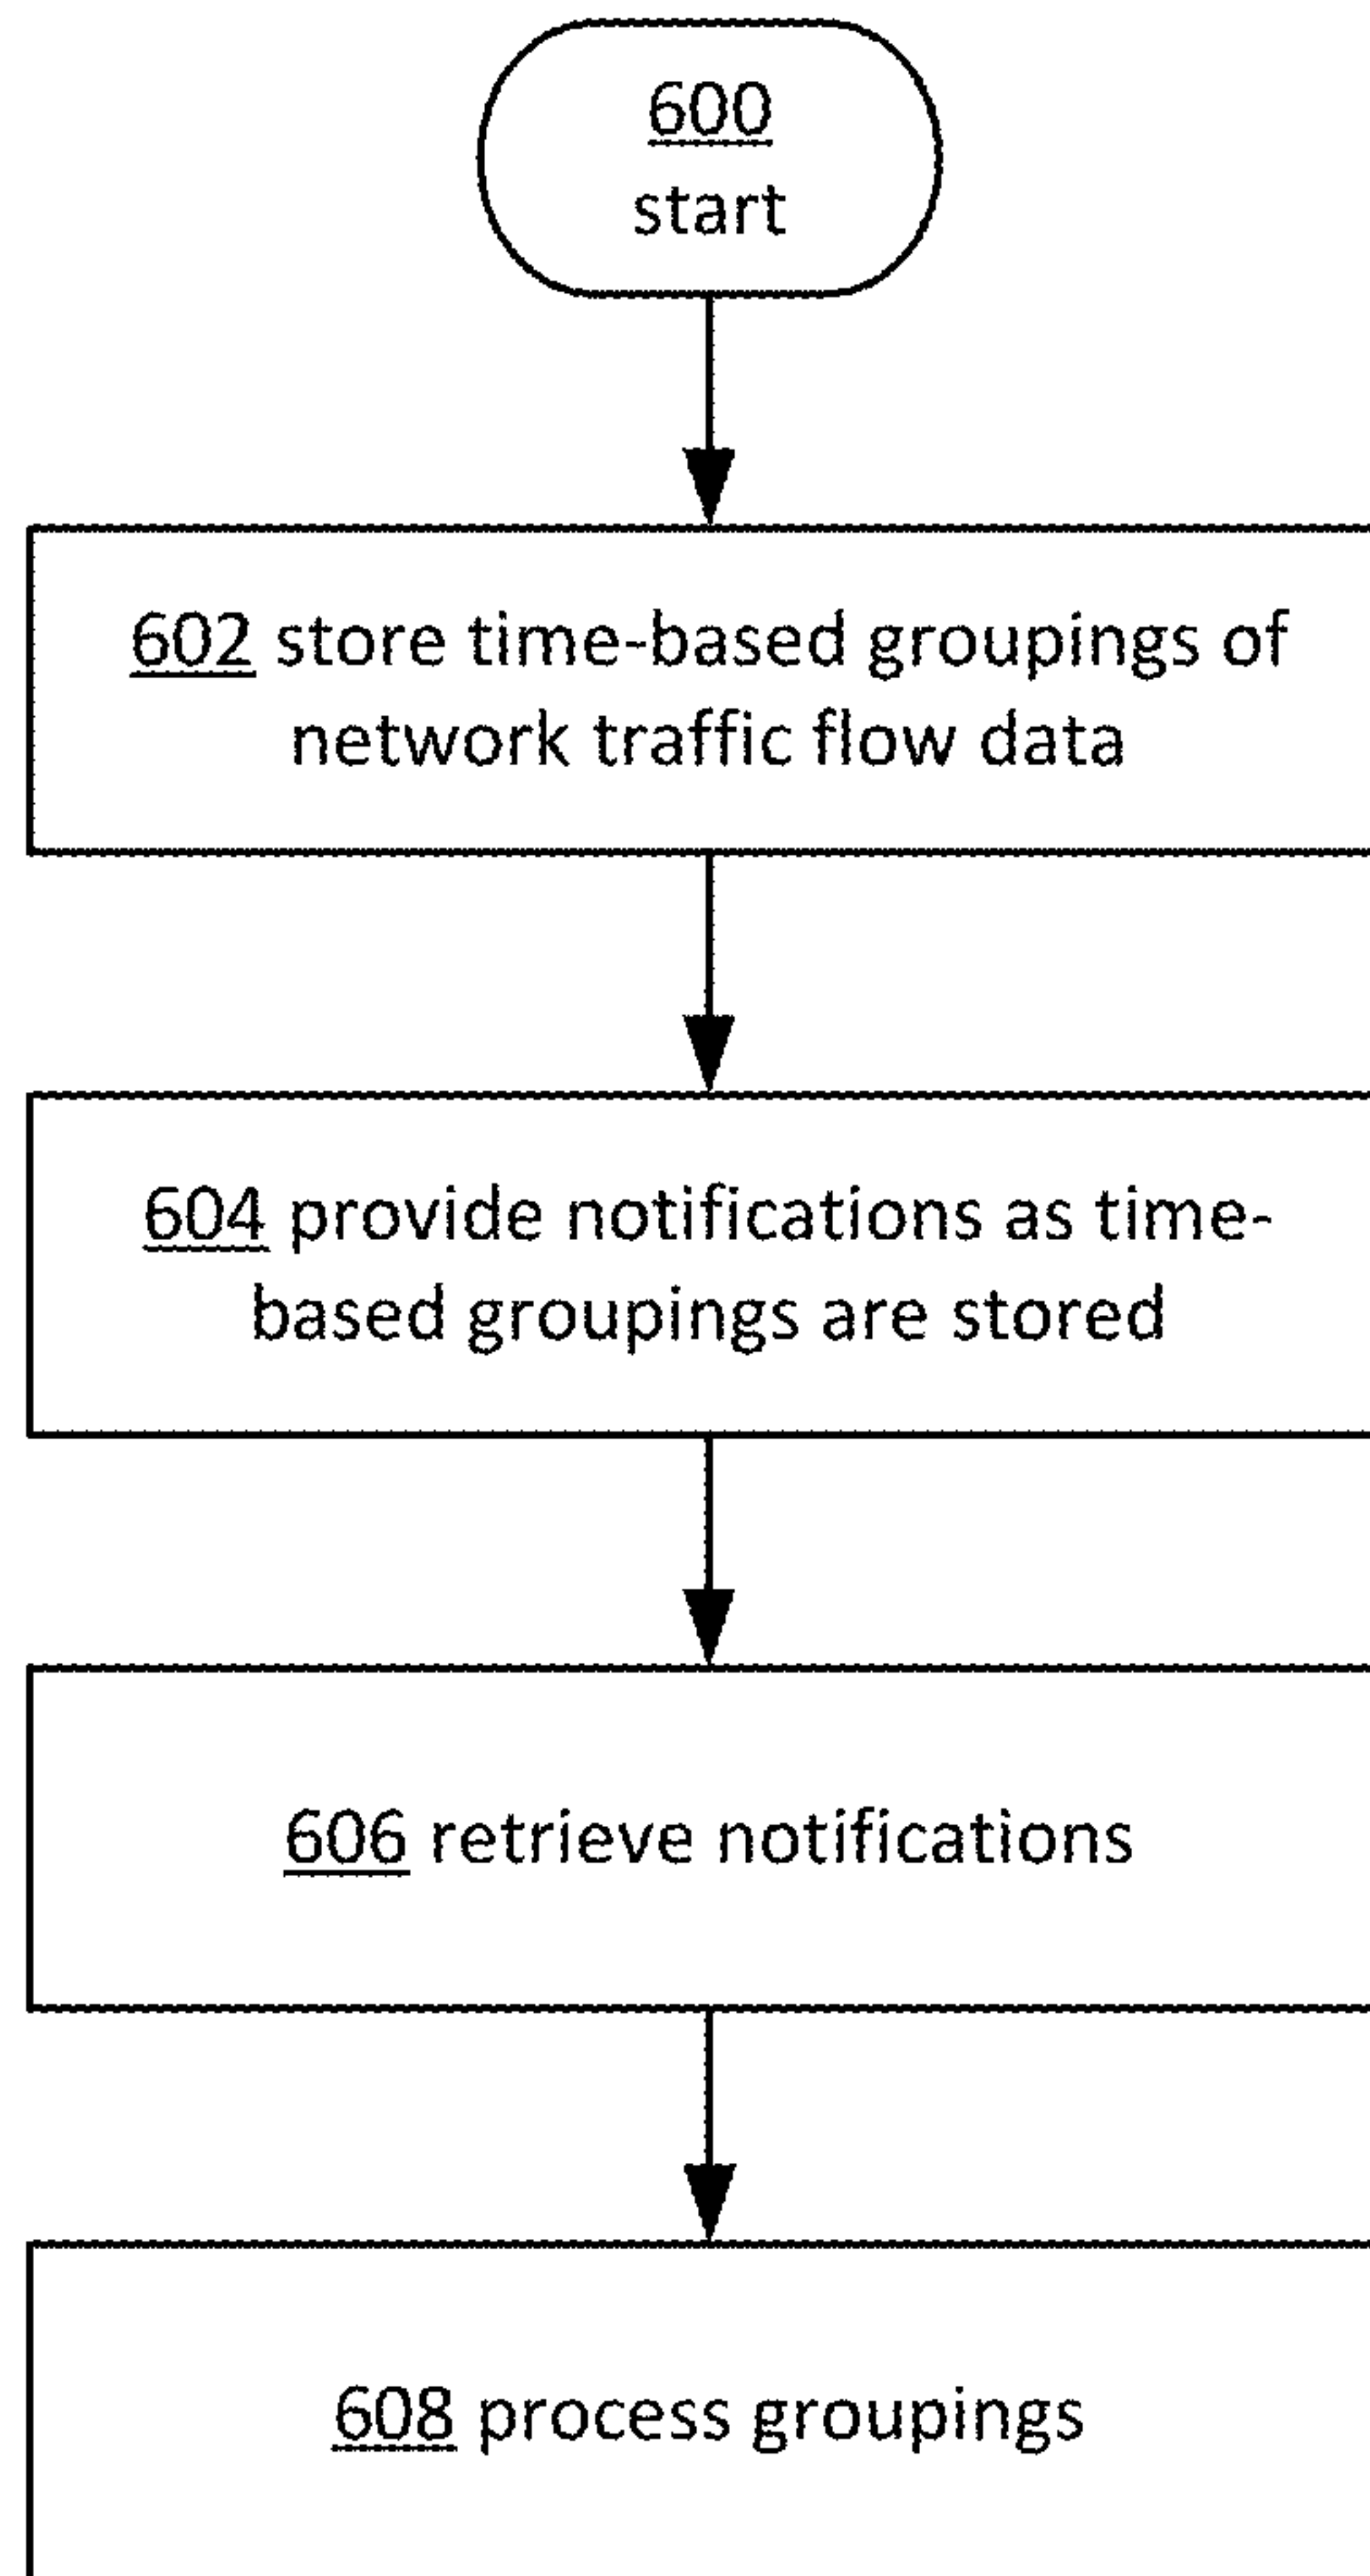 600
start
602 store time-based groupings of
network traffic flow data
604 provide notifications as time-
based groupings are stored
606 retrieve notifications
608 process groupings